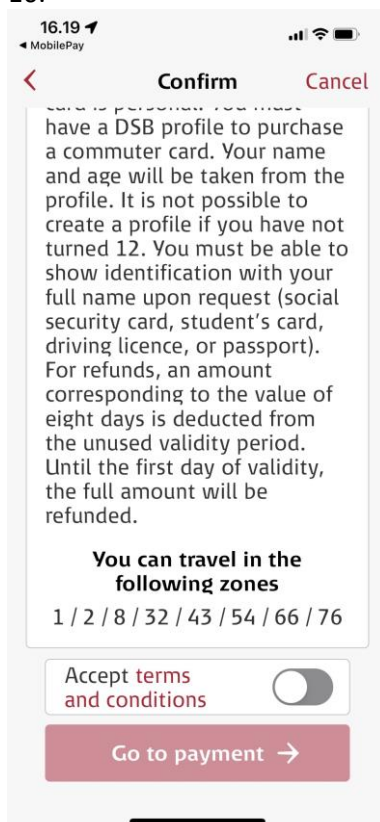 16.19
MobilePay
Confirm
Cancel
card is personal. You must
have a DSB profile to purchase
a commuter card. Your name
and age will be taken from the
profile. It is not possible to
create a profile if you have not
turned 12. You must be able to
show identification with your
full name upon request (social
security card, student's card,
driving licence, or passport).
For refunds, an amount
corresponding to the value of
eight days is deducted from
the unused validity period.
Until the first day of validity,
the full amount will be
refunded.
You can travel in the
following zones
1 / 2 / 8 / 32 / 43 / 54 / 66 / 76
Accept terms
and conditions
Go to payment →